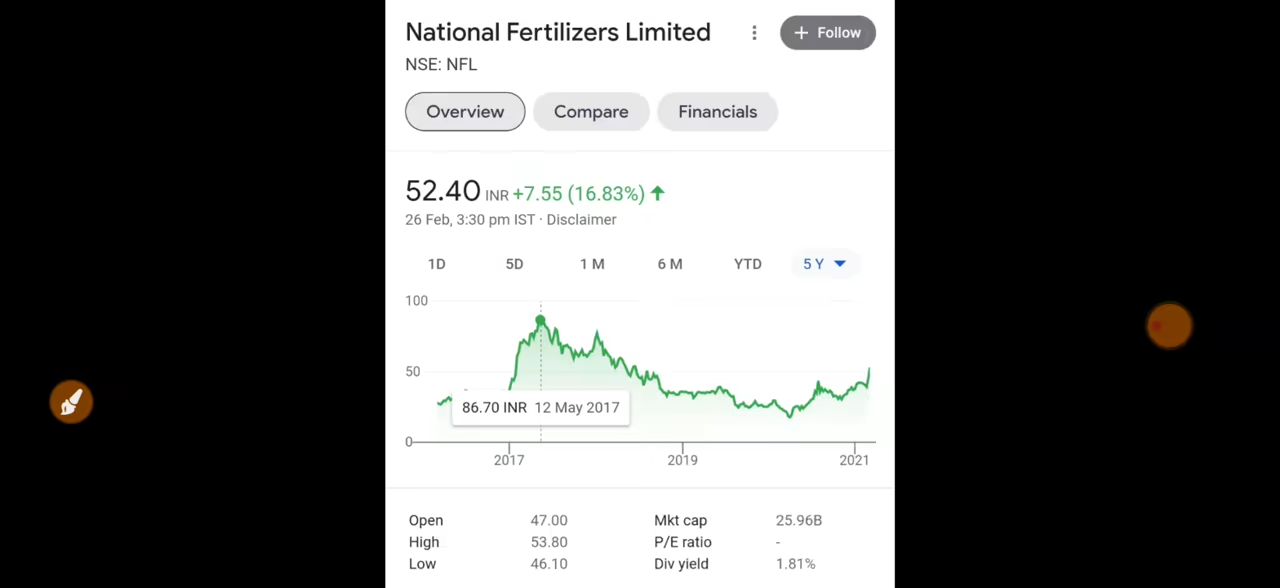 National Fertilizers Limited
+ Follow
NSE: NFL
Overview Compare Financials
52.40 INR +7.55 (16.83%)
26 Feb, 3:30 pm IST · Disclaimer
1D 5D 1 M 6 M YTD 5 Y
100
50
86.70 INR 12 May 2017
0
2017 2019 2021
Open 47.00 Mkt cap 25.96B
High 53.80 P/E ratio -
Low 46.10 Div yield 1.81%